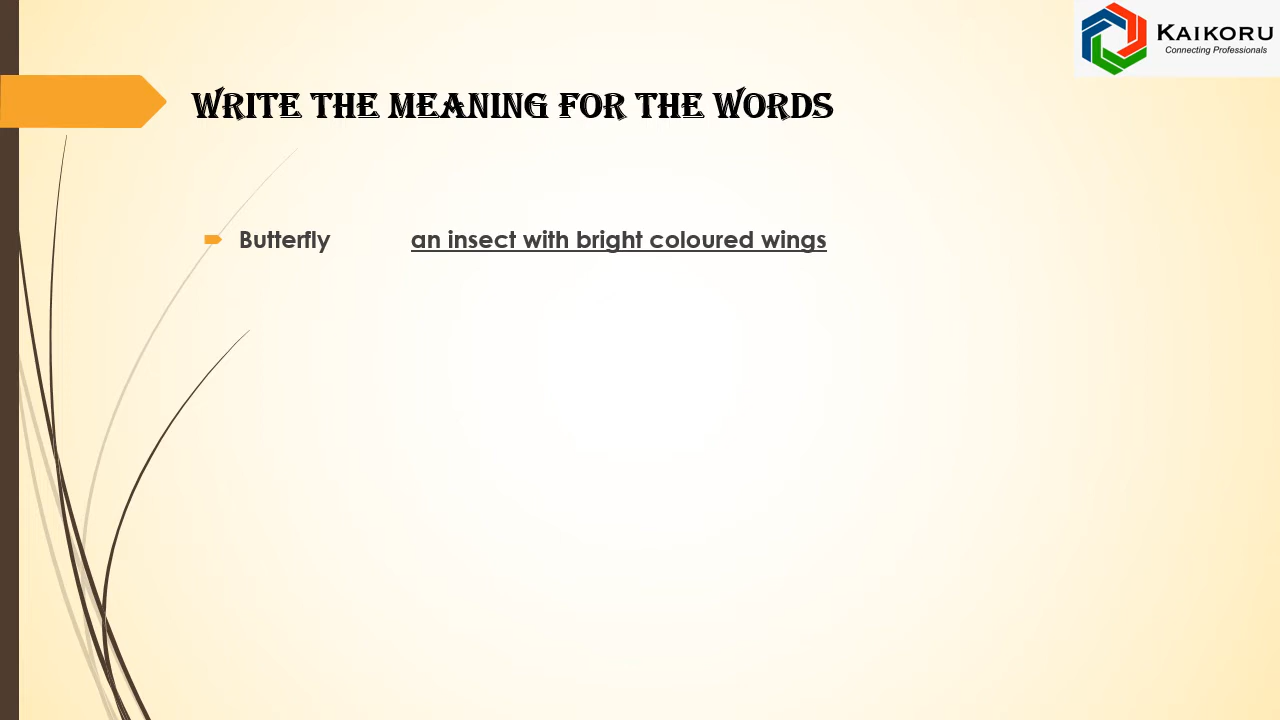 KAIKORU
Connecting Professionals
WRITE THE MEANING FOR THE WORDS
Butterfly an insect with bright coloured wings